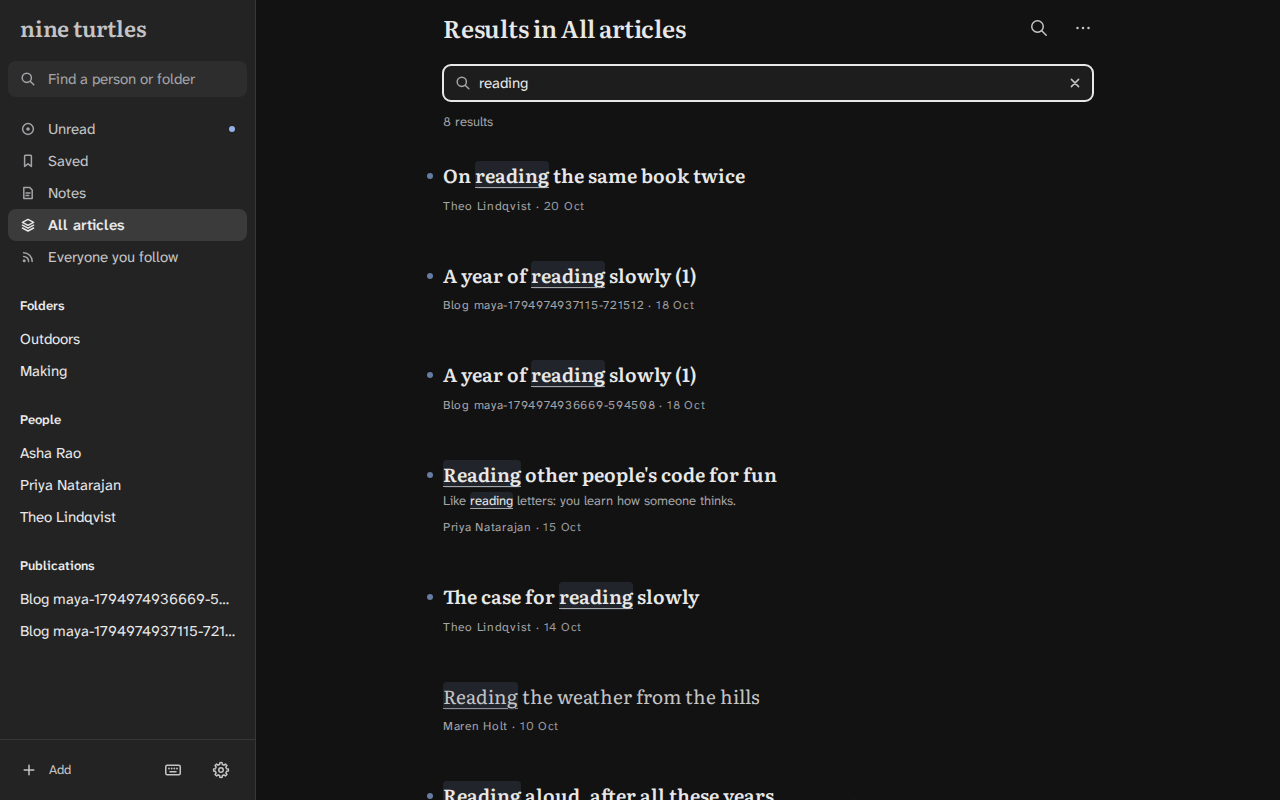 nine turtles
Find a person or folder
Unread
Saved
Notes
All articles
Everyone you follow
Folders
Outdoors
Making
People
Asha Rao
Priya Natarajan
Theo Lindqvist
Publications
Blog maya-1794974936669-5...
Blog maya-1794974937115-721...
Add
Results in All articles
reading
8 results
On reading the same book twice
Theo Lindqvist · 20 Oct
A year of reading slowly (1)
Blog maya-1794974937115-721512 · 18 Oct
A year of reading slowly (1)
Blog maya-1794974936669-594508 · 18 Oct
Reading other people's code for fun
Like reading letters: you learn how someone thinks.
Priya Natarajan · 15 Oct
The case for reading slowly
Theo Lindqvist · 14 Oct
Reading the weather from the hills
Maren Holt · 10 Oct
Reading aloud, after all these years